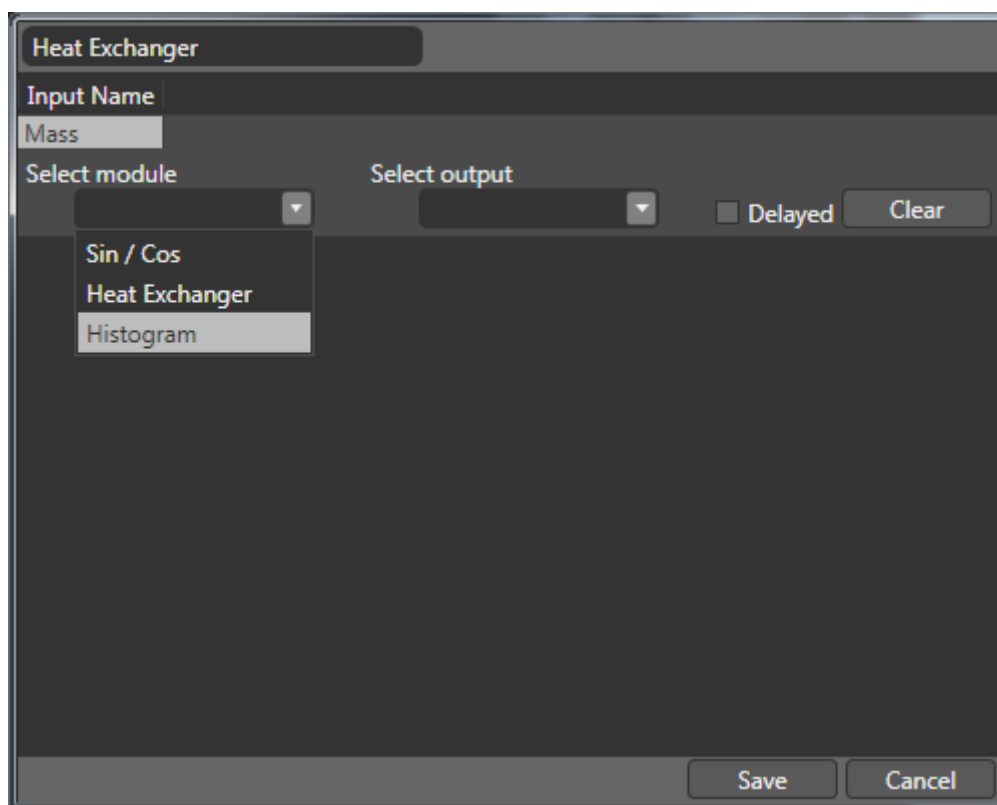 Heat Exchanger
Input Name
Mass
Select module Select output
Delayed Clear
Sin / Cos
Heat Exchanger
Histogram
Save Cancel